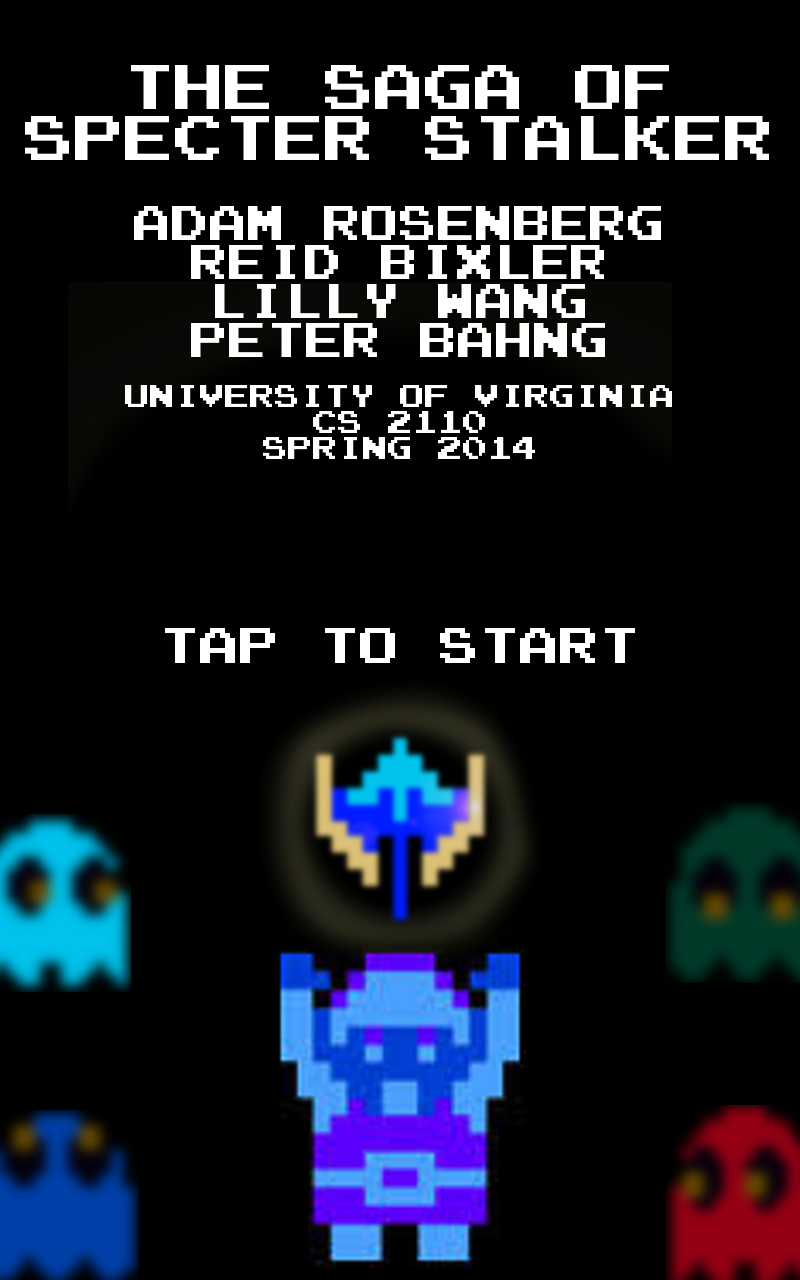 THE SAGA OF
SPECTER STALKER
ADAM ROSENBERG
REID BIXLER
LILLY WANG
PETER BAHNG
UNIVERSITY OF VIRGINIA
CS 2110
SPRING 2014
TAP TO START